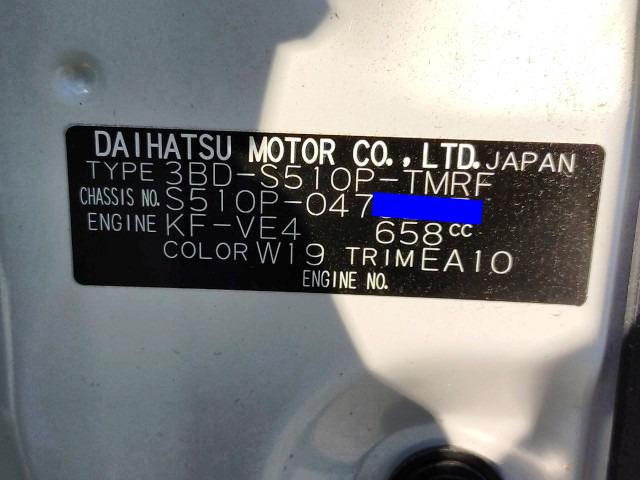 DAIHATSU MOTOR CO., LTD. JAPAN
TYPE 3BD-S510P-TMRF
CHASSIS NO. S510P-047
ENGINE KF-VE4 658cc
COLOR W19 TRIM EA10
ENGINE NO.